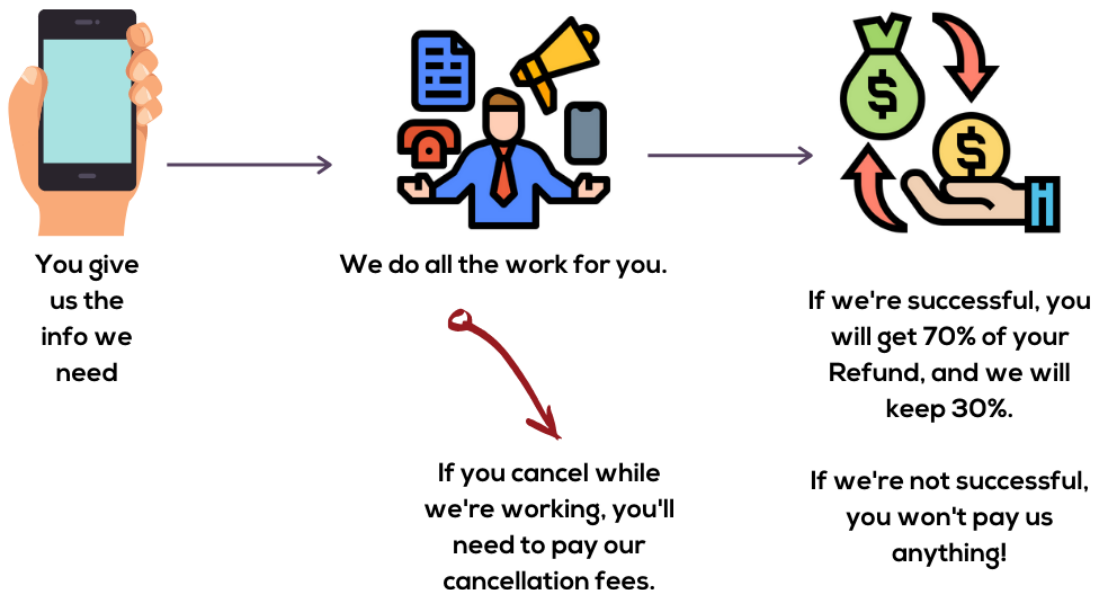 You give
us the
info we
need
We do all the work for you.
If you cancel while
we're working, you'll
need to pay our
cancellation fees.
$
$
If we're successful, you
will get 70% of your
Refund, and we will
keep 30%.
If we're not successful,
you won't pay us
anything!